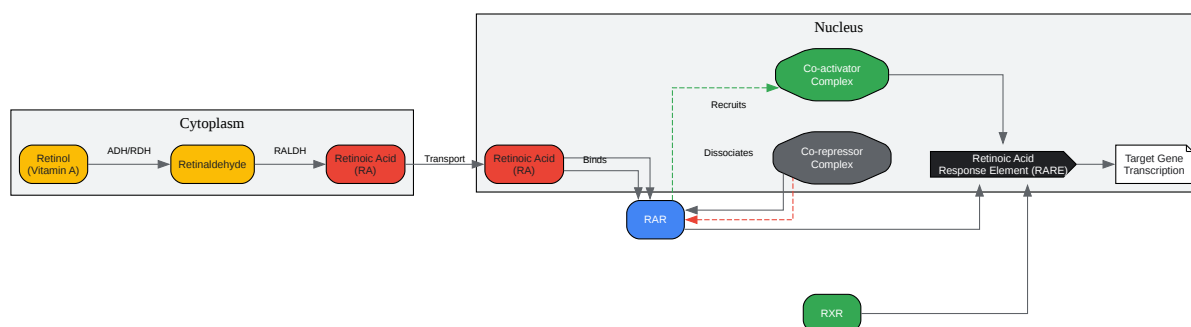 Nucleus
Co-activator
Complex
Recruits
Cytoplasm
Retinol
(Vitamin A)
ADH/RDH
Retinaldehyde
RALDH
Retinoic Acid
(RA)
Transport
Retinoic Acid
(RA)
Binds
Dissociates
Co-repressor
Complex
Retinoic Acid
Response Element (RARE)
Target Gene
Transcription
RAR
RXR